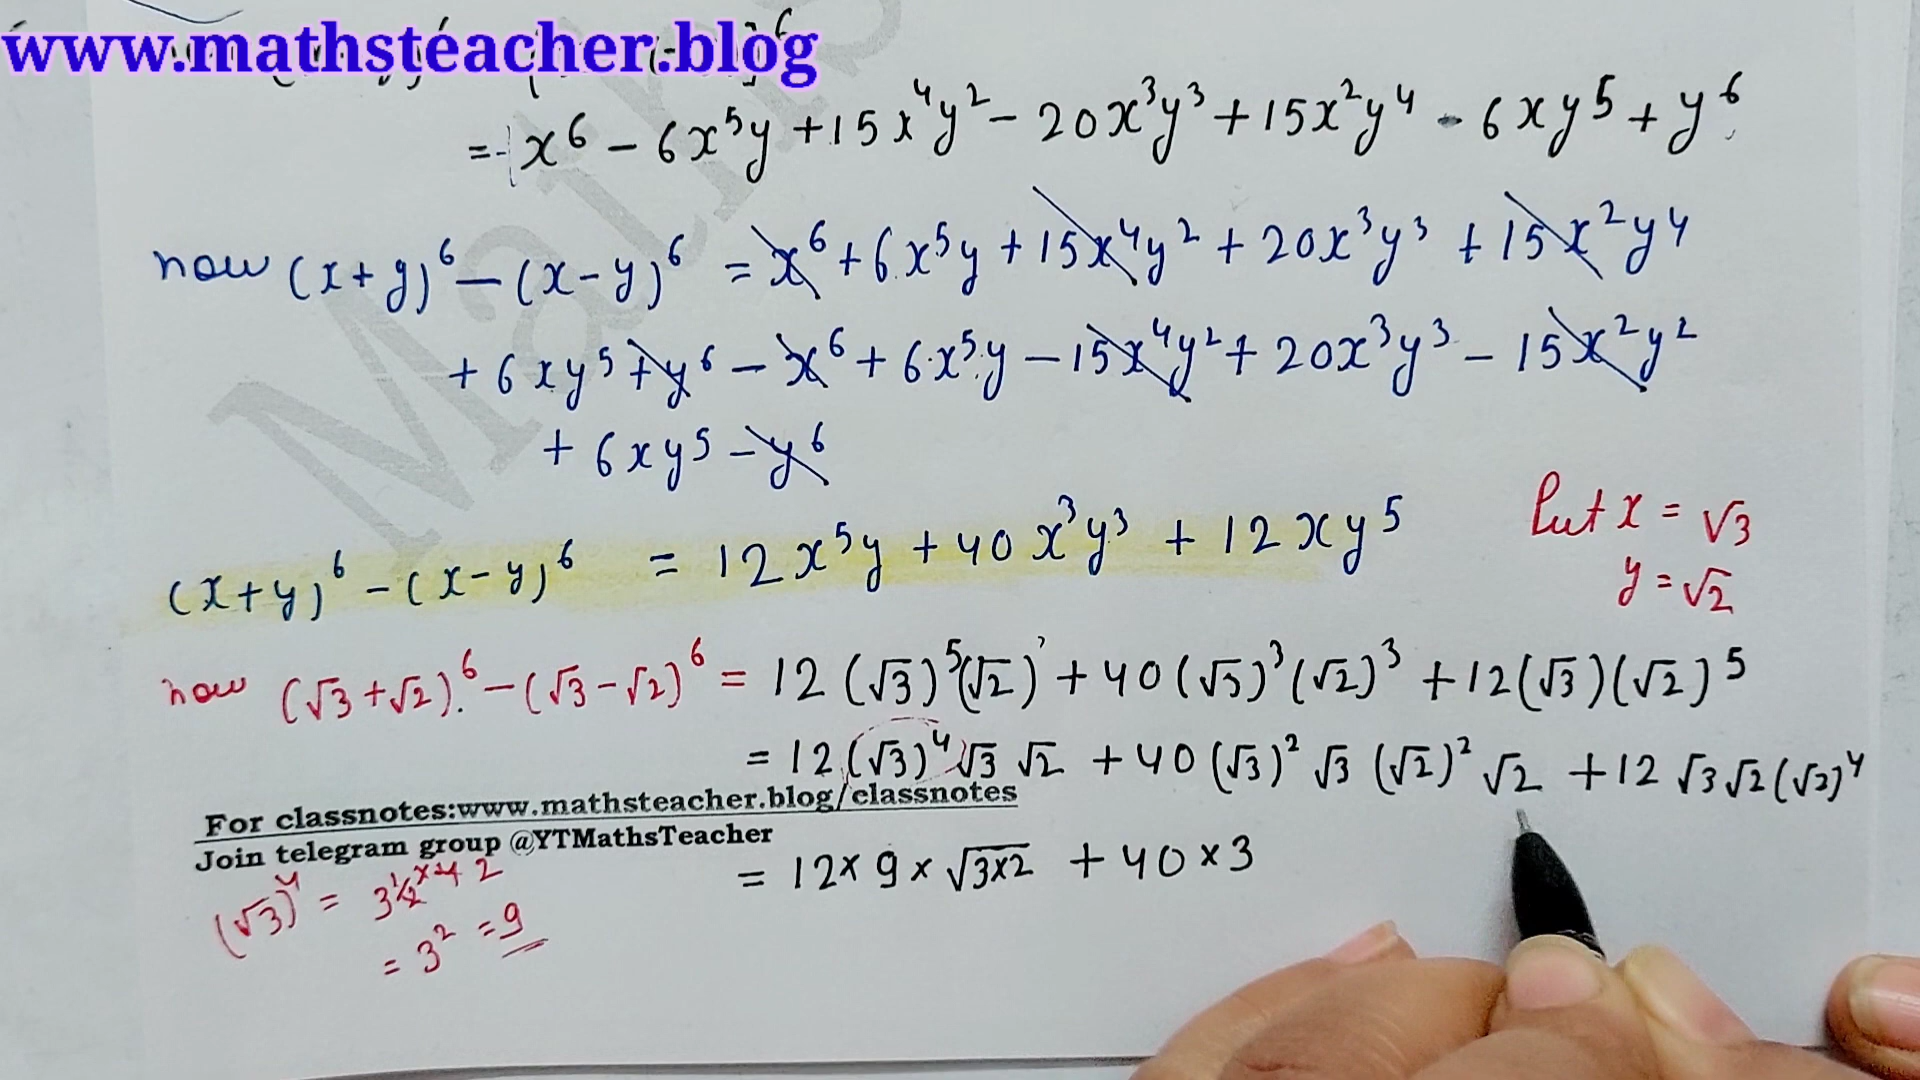 www.mathsteacher.blog
= x⁶ - 6x⁵y + 15x⁴y² - 20x³y³ + 15x²y⁴ - 6xy⁵ + y⁶
now (x+y)⁶ - (x-y)⁶ = x⁶ + 6x⁵y + 15x⁴y² + 20x³y³ + 15x²y⁴
+ 6xy⁵ + y⁶ - x⁶ + 6x⁵y - 15x⁴y² + 20x³y³ - 15x²y²
+ 6xy⁵ - y⁶
(x+y)⁶ - (x-y)⁶ = 12x⁵y + 40x³y³ + 12xy⁵
Put x = √3
y = √2
now (√3+√2)⁶ - (√3-√2)⁶ = 12(√3)⁵(√2) + 40(√3)³(√2)³ + 12(√3)(√2)⁵
= 12(√3)⁴√3 √2 + 40(√3)²√3 (√2)²√2 + 12√3√2(√2)⁴
For classnotes:www.mathsteacher.blog/classnotes
Join telegram group @YTMathsTeacher
= 12×9×√3×2 + 40×3
(√3)⁴ = 3^½×4 2
= 3² = 9